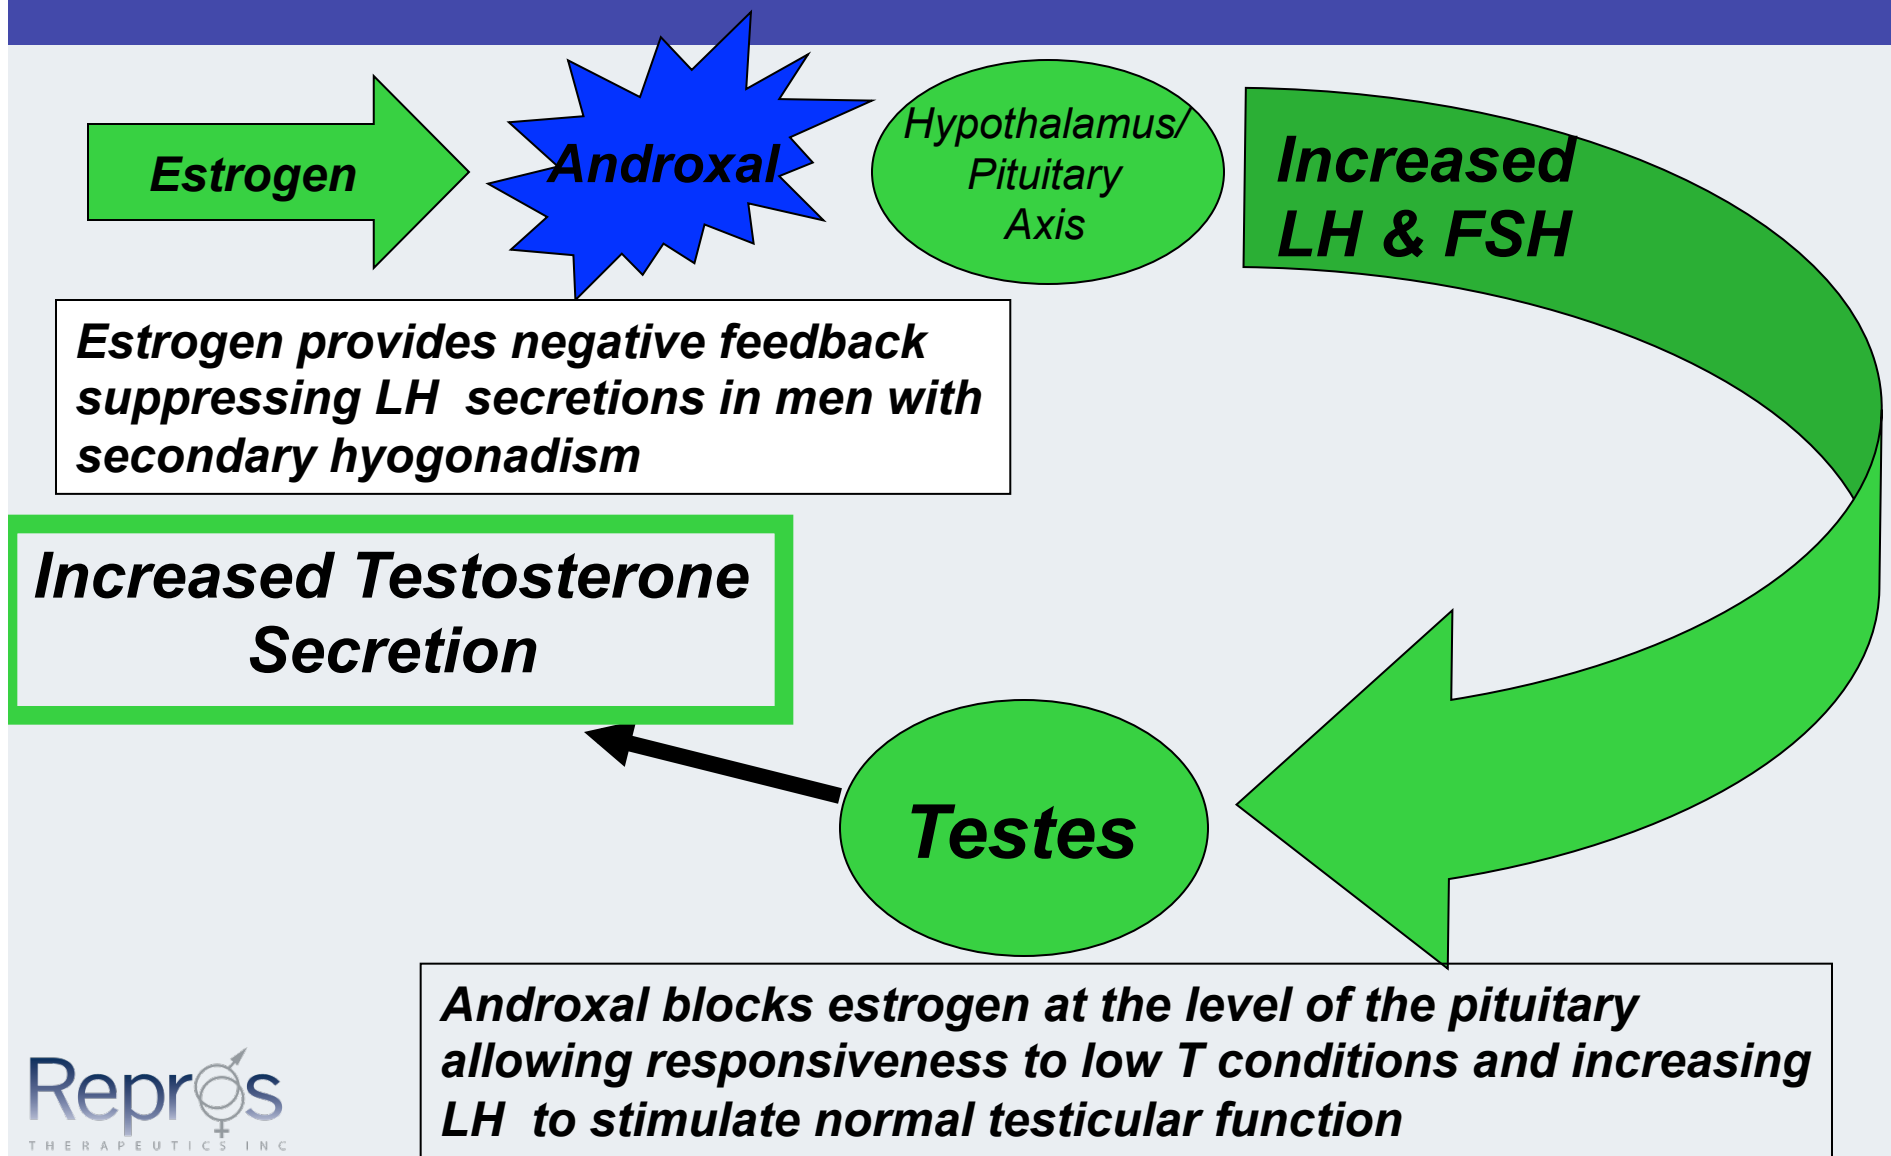 Estrogen
Androxal
Hypothalamus/
Pituitary
Axis
Increased
LH & FSH
Estrogen provides negative feedback
suppressing LH secretions in men with
secondary hyogonadism
Increased Testosterone
Secretion
Testes
Androxal blocks estrogen at the level of the pituitary
allowing responsiveness to low T conditions and increasing
LH to stimulate normal testicular function
Repros
THERAPEUTICS INC